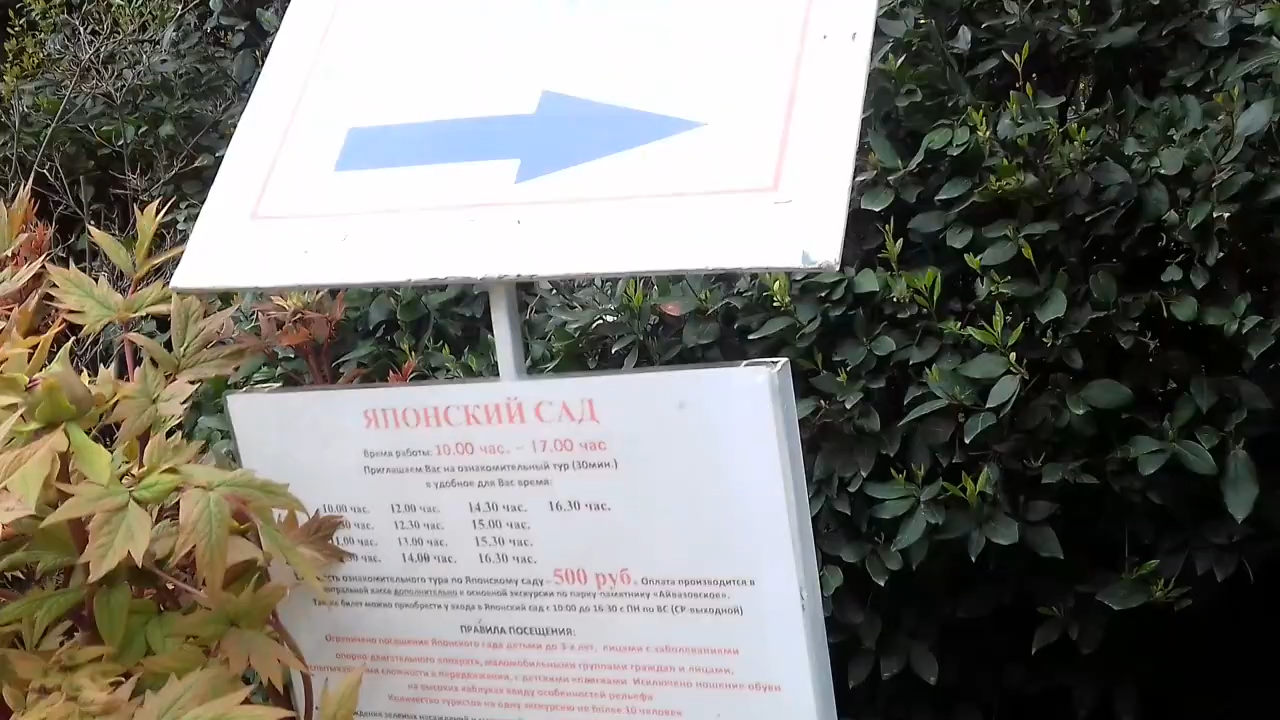 ЯПОНСКИЙ САД
Время работы: 10.00 час. – 17.00 час
Приглашаем Вас на ознакомительный тур (30мин.)
в удобное для Вас время:
10.00 час. 12.00 час. 14.30 час. 16.30 час.
час. 12.30 час. 15.00 час.
час. 13.00 час. 15.30 час.
час. 14.00 час. 16.30 час.
ознакомительного тура по Японскому саду – 500 руб. Оплата производится в
кассе дополнительно к основной экскурсии по парку-памятнику «Айвазовское».
билет можно приобрести у входа в Японский сад с 10:00 до 16-30 с ПН по ВС (СР-выходной)
ПРАВИЛА ПОСЕЩЕНИЯ:
Ограничено посещение Японского сада детьми до 3-х лет, лицами с заболеваниями
опорно-двигательного аппарата, маломобильными группами граждан и лицами,
сложности в передвижении, с детскими колясками. Исключено ношение обуви
на высоких каблуках ввиду особенностей рельефа
Количество туристов на одну экскурсию не более 10 человек